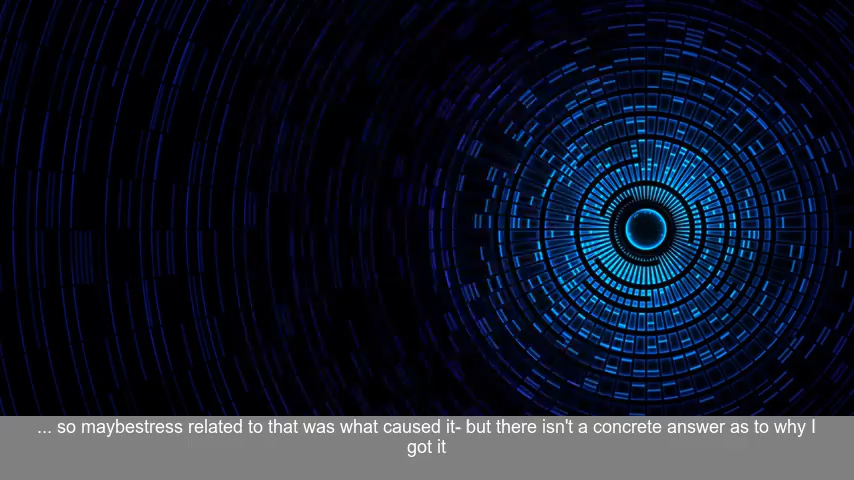 ... so maybestress related to that was what caused it- but there isn't a concrete answer as to why I
got it